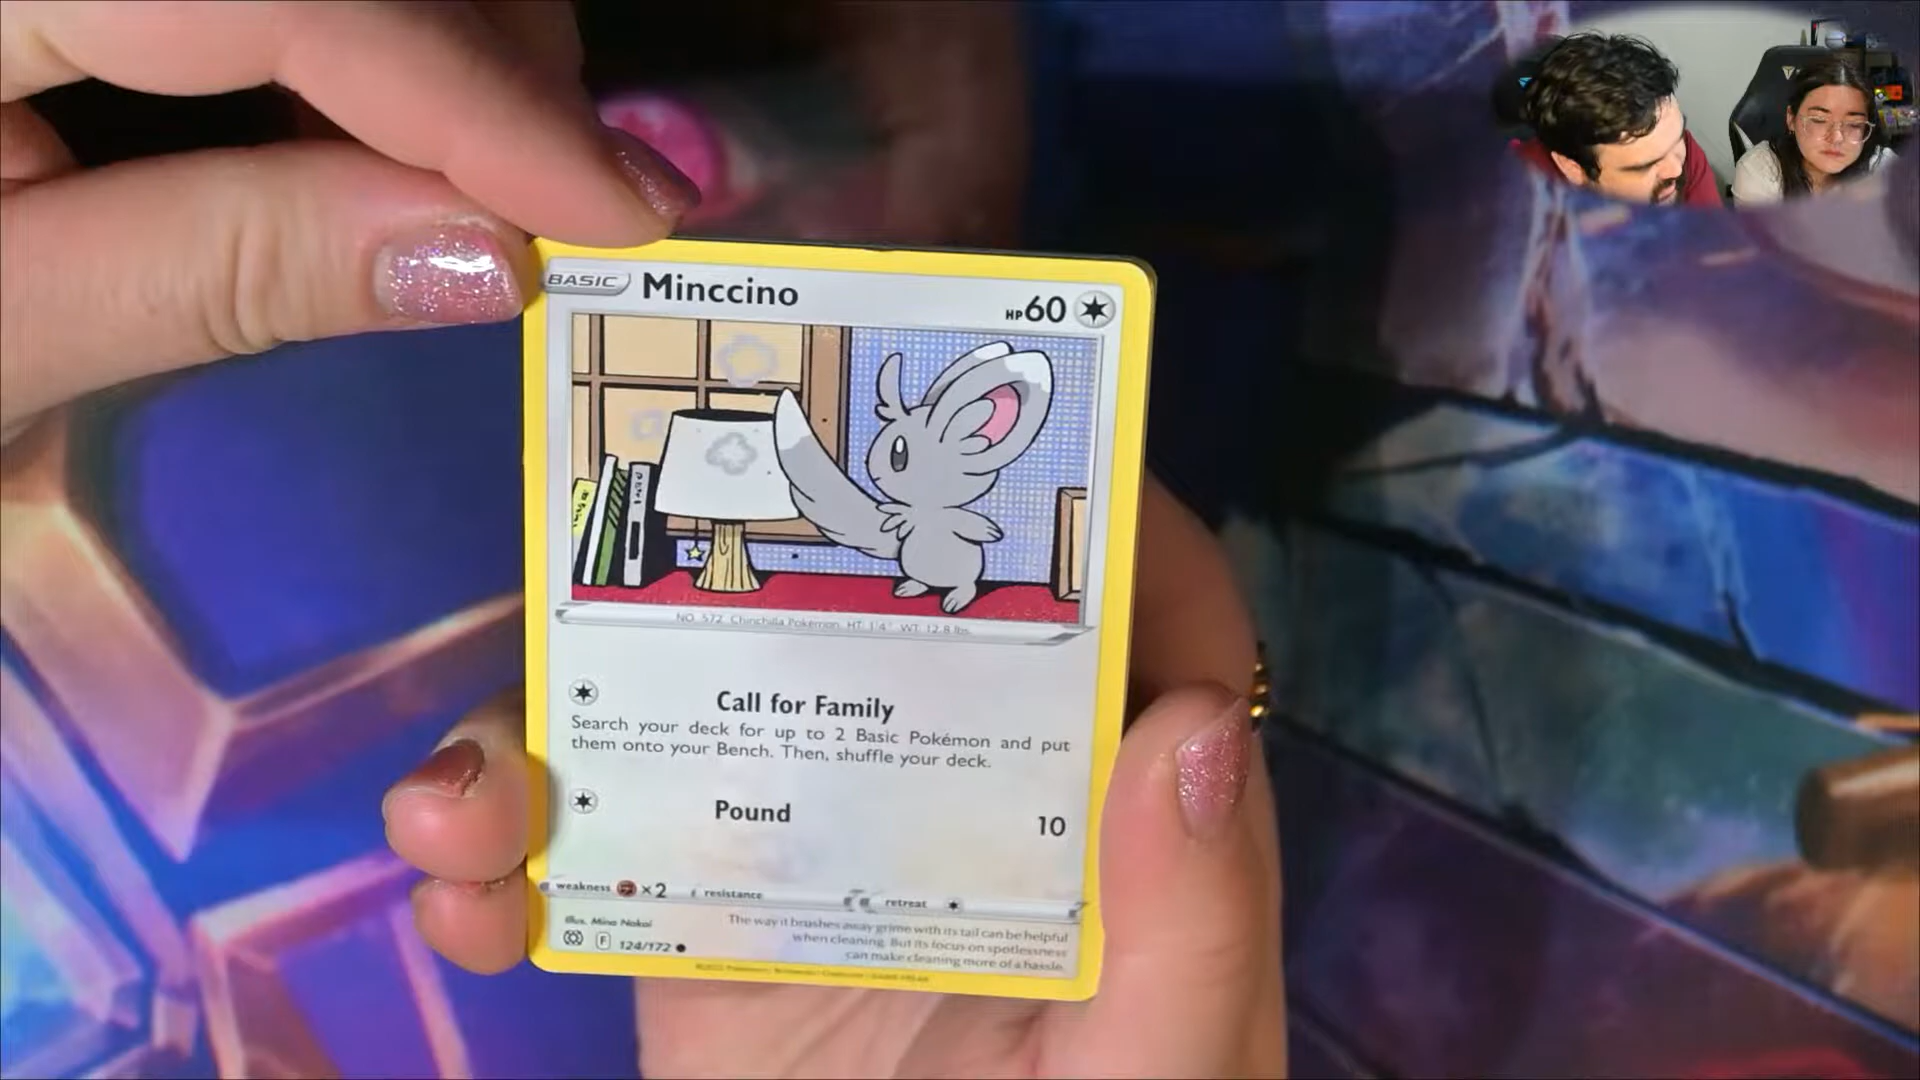 BASIC Minccino HP 60
NO. 572 Chinchilla Pokémon HT: 1'4" WT: 12.8 lbs.
Call for Family
Search your deck for up to 2 Basic Pokémon and put
them onto your Bench. Then, shuffle your deck.
Pound 10
weakness ×2 resistance retreat
Illus. Mina Nakai
The way it brushes away grime with its tail can be helpful
when cleaning. But its focus on spotlessness
can make cleaning more of a hassle.
F 124/172